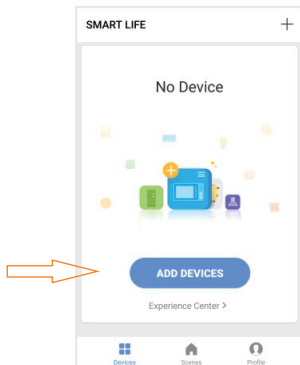 SMART LIFE +
No Device
ADD DEVICES
Experience Center >
Devices Scenes Profile